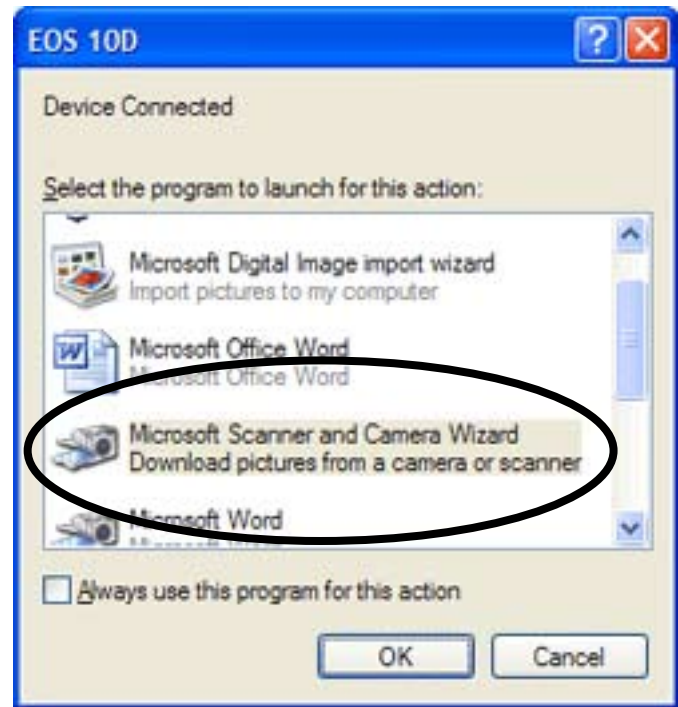 EOS 10D
Device Connected
Select the program to launch for this action:
Microsoft Digital Image import wizard
Import pictures to my computer
W
Microsoft Office Word
Microsoft Office Word
Microsoft Scanner and Camera Wizard
Download pictures from a camera or scanner
Microsoft Word
Always use this program for this action
OK Cancel